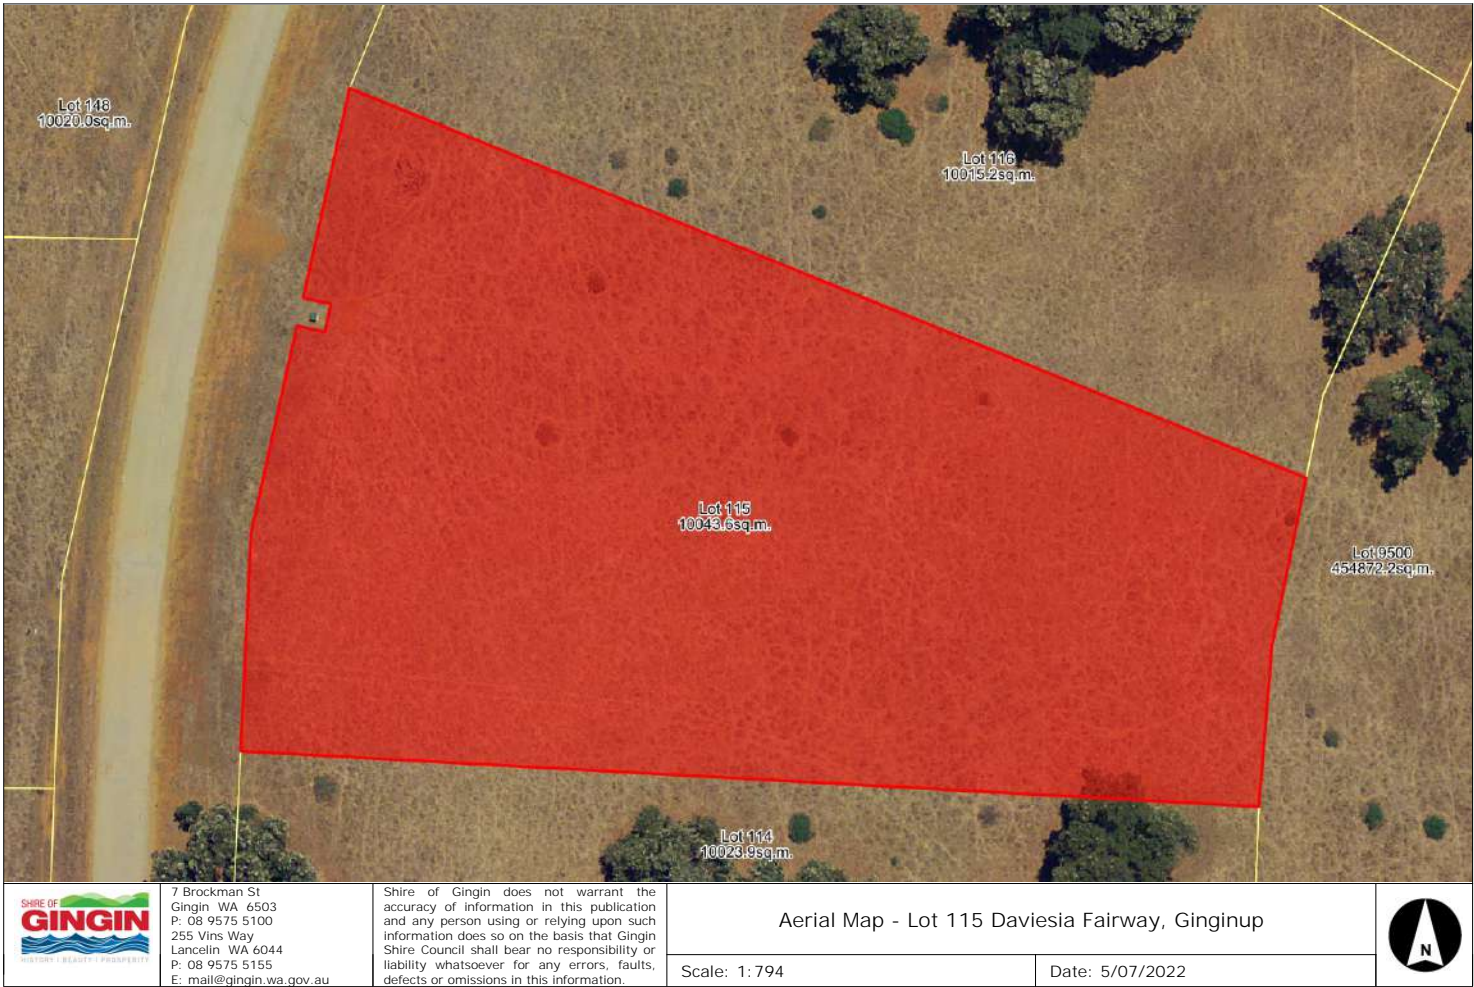 Lot 148
10020.0sq.m.
Lot 116
10015.2sq.m.
Lot 115
10043.6sq.m.
Lot 9500
454872.2sq.m.
Lot 114
10023.9sq.m.
SHIRE OF
GINGIN
HISTORY | BEAUTY | PROSPERITY
7 Brockman St
Gingin WA 6503
P: 08 9575 5100
255 Vins Way
Lancelin WA 6044
P: 08 9575 5155
E: mail@gingin.wa.gov.au
Shire of Gingin does not warrant the
accuracy of information in this publication
and any person using or relying upon such
information does so on the basis that Gingin
Shire Council shall bear no responsibility or
liability whatsoever for any errors, faults,
defects or omissions in this information.
Aerial Map - Lot 115 Daviesia Fairway, Ginginup
Scale: 1:794
Date: 5/07/2022
N